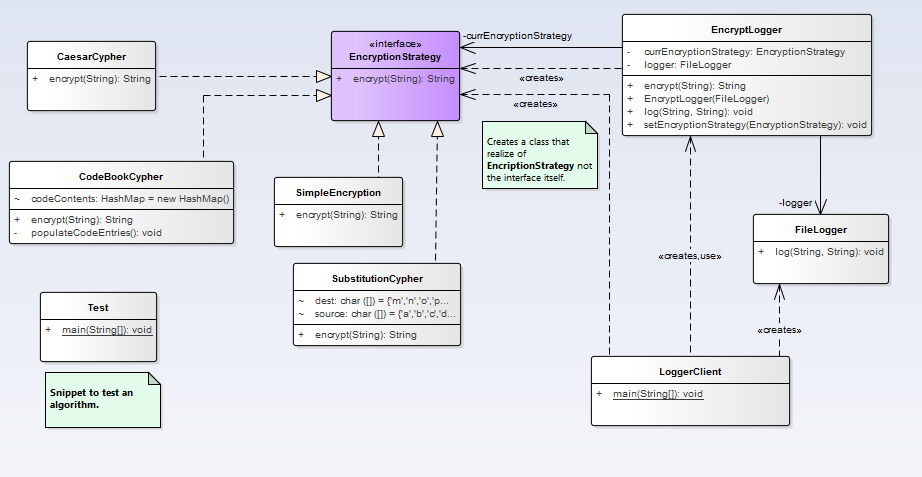 CaesarCypher
+ encrypt(String): String
«interface»
EncryptionStrategy
+ encrypt(String): String
-currEncryptionStrategy
«creates»
«creates»
EncryptLogger
- currEncryptionStrategy: EncryptionStrategy
- logger: FileLogger
+ encrypt(String): String
+ EncryptLogger(FileLogger)
+ log(String, String): void
+ setEncryptionStrategy(EncryptionStrategy): void
Creates a class that
realize of
EncriptionStrategy not
the interface itself.
CodeBookCypher
~ codeContents: HashMap = new HashMap()
+ encrypt(String): String
- populateCodeEntries(): void
SimpleEncryption
+ encrypt(String): String
-logger
FileLogger
+ log(String, String): void
«creates,use»
SubstitutionCypher
~ dest: char ([]) = {'m','n','o','p...
~ source: char ([]) = {'a','b','c','d...
+ encrypt(String): String
Test
+ main(String[]): void
«creates»
Snippet to test an
algorithm.
LoggerClient
+ main(String[]): void